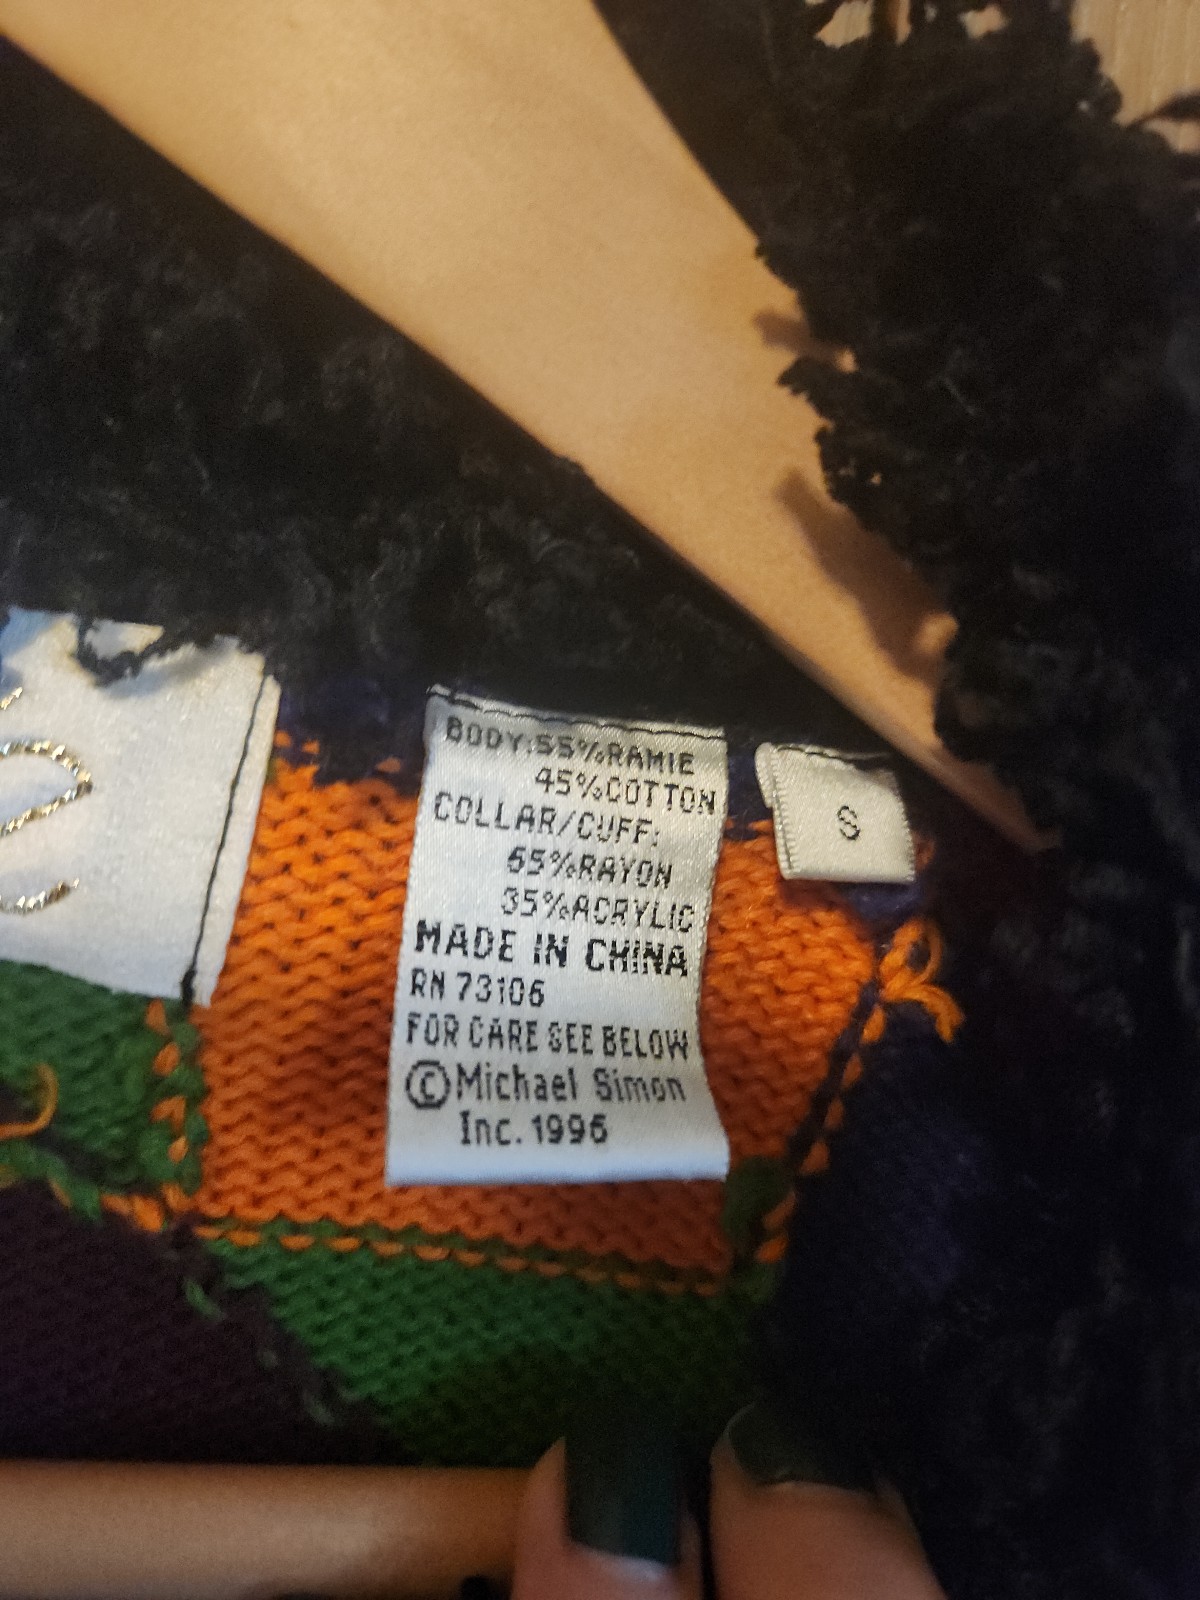 BODY:55%RAMIE
45%COTTON
COLLAR/CUFF:
65%RAYON
35%ACRYLIC
MADE IN CHINA
RN 73106
FOR CARE SEE BELOW
©Michael Simon
Inc. 1996
S